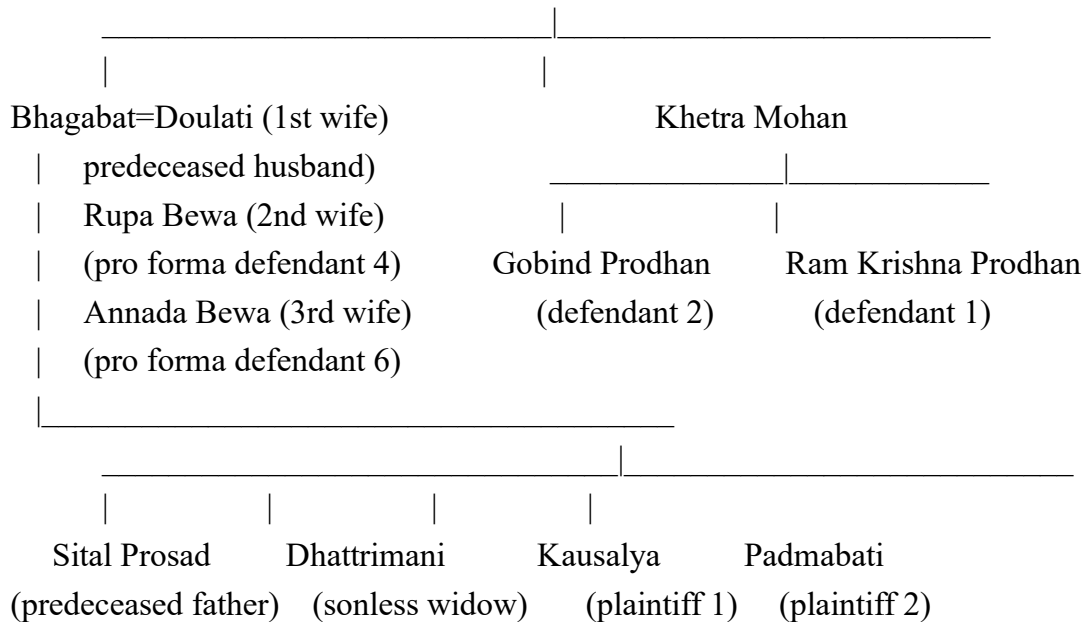 Bhagabat=Doulati (1st wife) Khetra Mohan
predeceased husband)
Rupa Bewa (2nd wife)
(pro forma defendant 4) Gobind Prodhan Ram Krishna Prodhan
Annada Bewa (3rd wife) (defendant 2) (defendant 1)
(pro forma defendant 6)
Sital Prosad Dhattrimani Kausalya Padmabati
(predeceased father) (sonless widow) (plaintiff 1) (plaintiff 2)